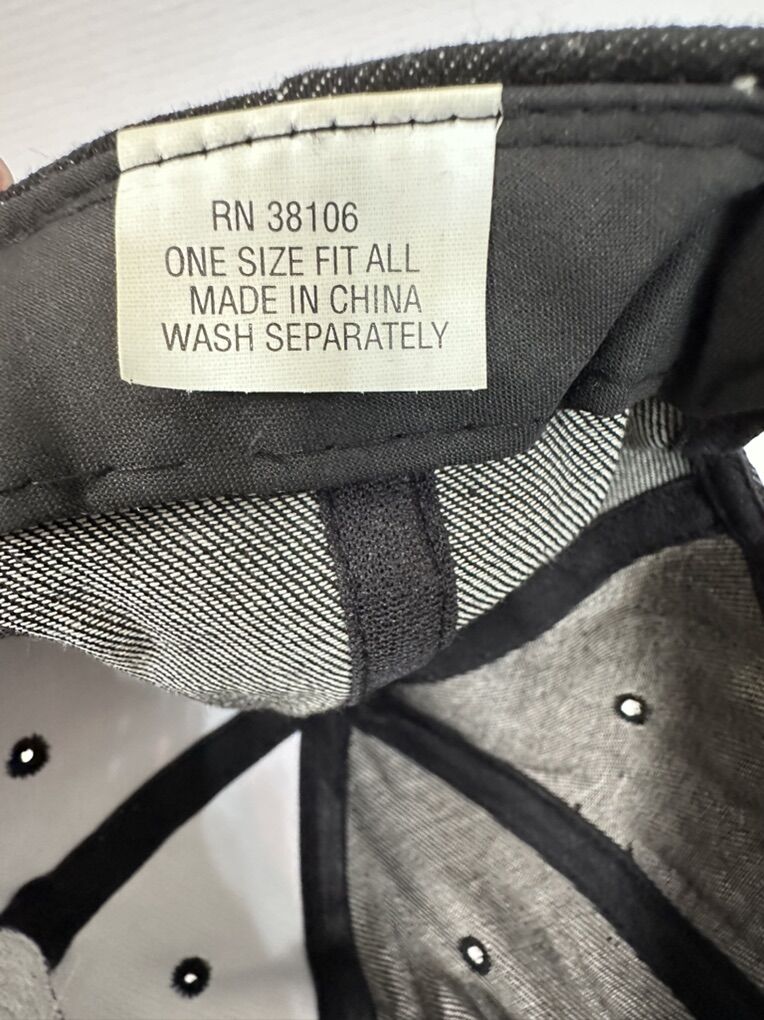 RN 38106
ONE SIZE FIT ALL
MADE IN CHINA
WASH SEPARATELY